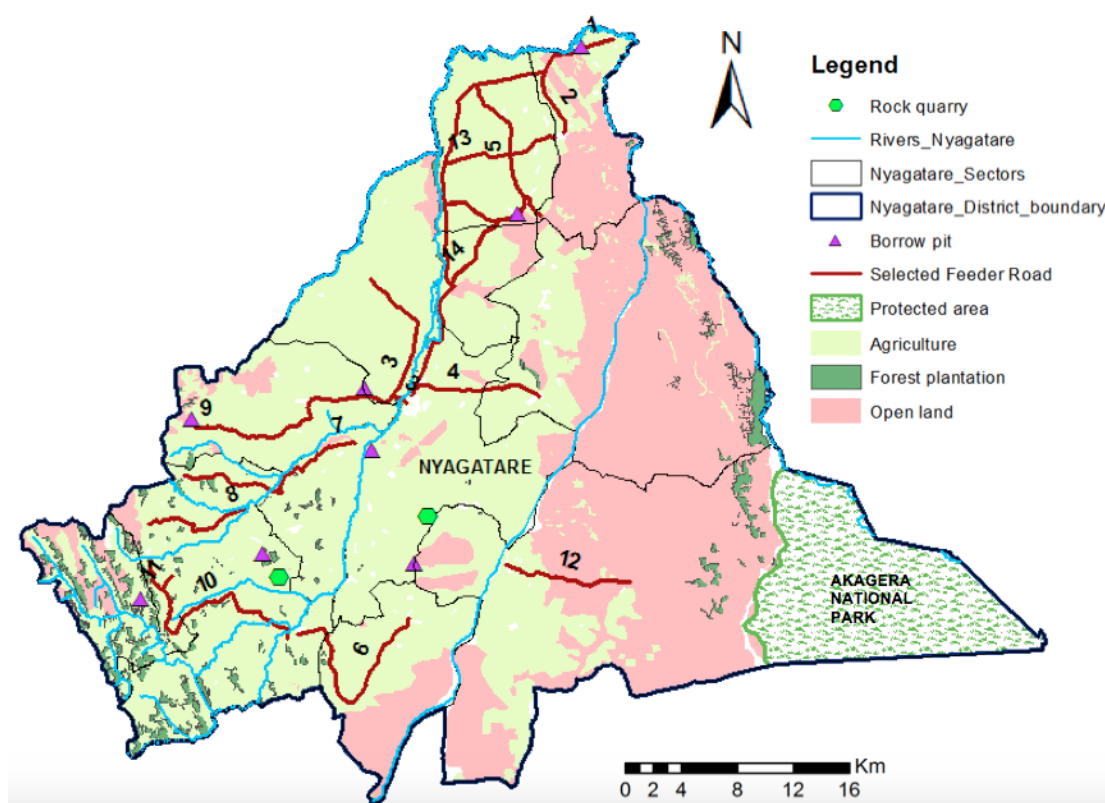 N
Legend
Rock quarry
Rivers_Nyagatare
Nyagatare_Sectors
Nyagatare_District_boundary
Borrow pit
Selected Feeder Road
Protected area
Agriculture
Forest plantation
Open land
1
2
13
5
14
3
4
9
7
NYAGATARE
8
12
11
10
AKAGERA
NATIONAL
PARK
6
Km
0 2 4 8 12 16